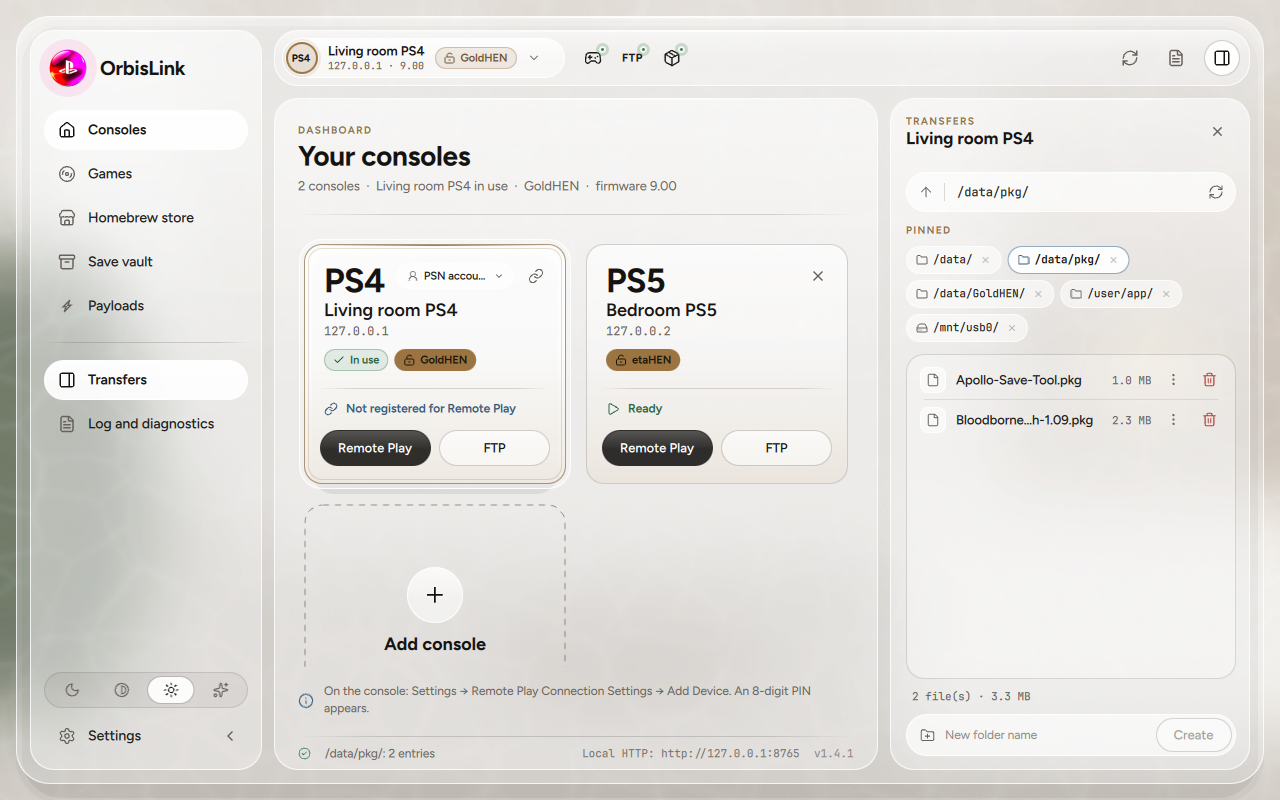 OrbisLink
Consoles
Games
Homebrew store
Save vault
Payloads
Transfers
Log and diagnostics
Settings
PS4
Living room PS4
127.0.0.1 · 9.00
GoldHEN
FTP
DASHBOARD
Your consoles
2 consoles · Living room PS4 in use · GoldHEN · firmware 9.00
PS4
PSN accou...
Living room PS4
127.0.0.1
In use
GoldHEN
Not registered for Remote Play
Remote Play
FTP
PS5
Bedroom PS5
127.0.0.2
etaHEN
Ready
Remote Play
FTP
Add console
On the console: Settings → Remote Play Connection Settings → Add Device. An 8-digit PIN
appears.
/data/pkg/: 2 entries
Local HTTP: http://127.0.0.1:8765
v1.4.1
TRANSFERS
Living room PS4
/data/pkg/
PINNED
/data/
/data/pkg/
/data/GoldHEN/
/user/app/
/mnt/usb0/
Apollo-Save-Tool.pkg
1.0 MB
Bloodborne...h-1.09.pkg
2.3 MB
2 file(s) · 3.3 MB
New folder name
Create